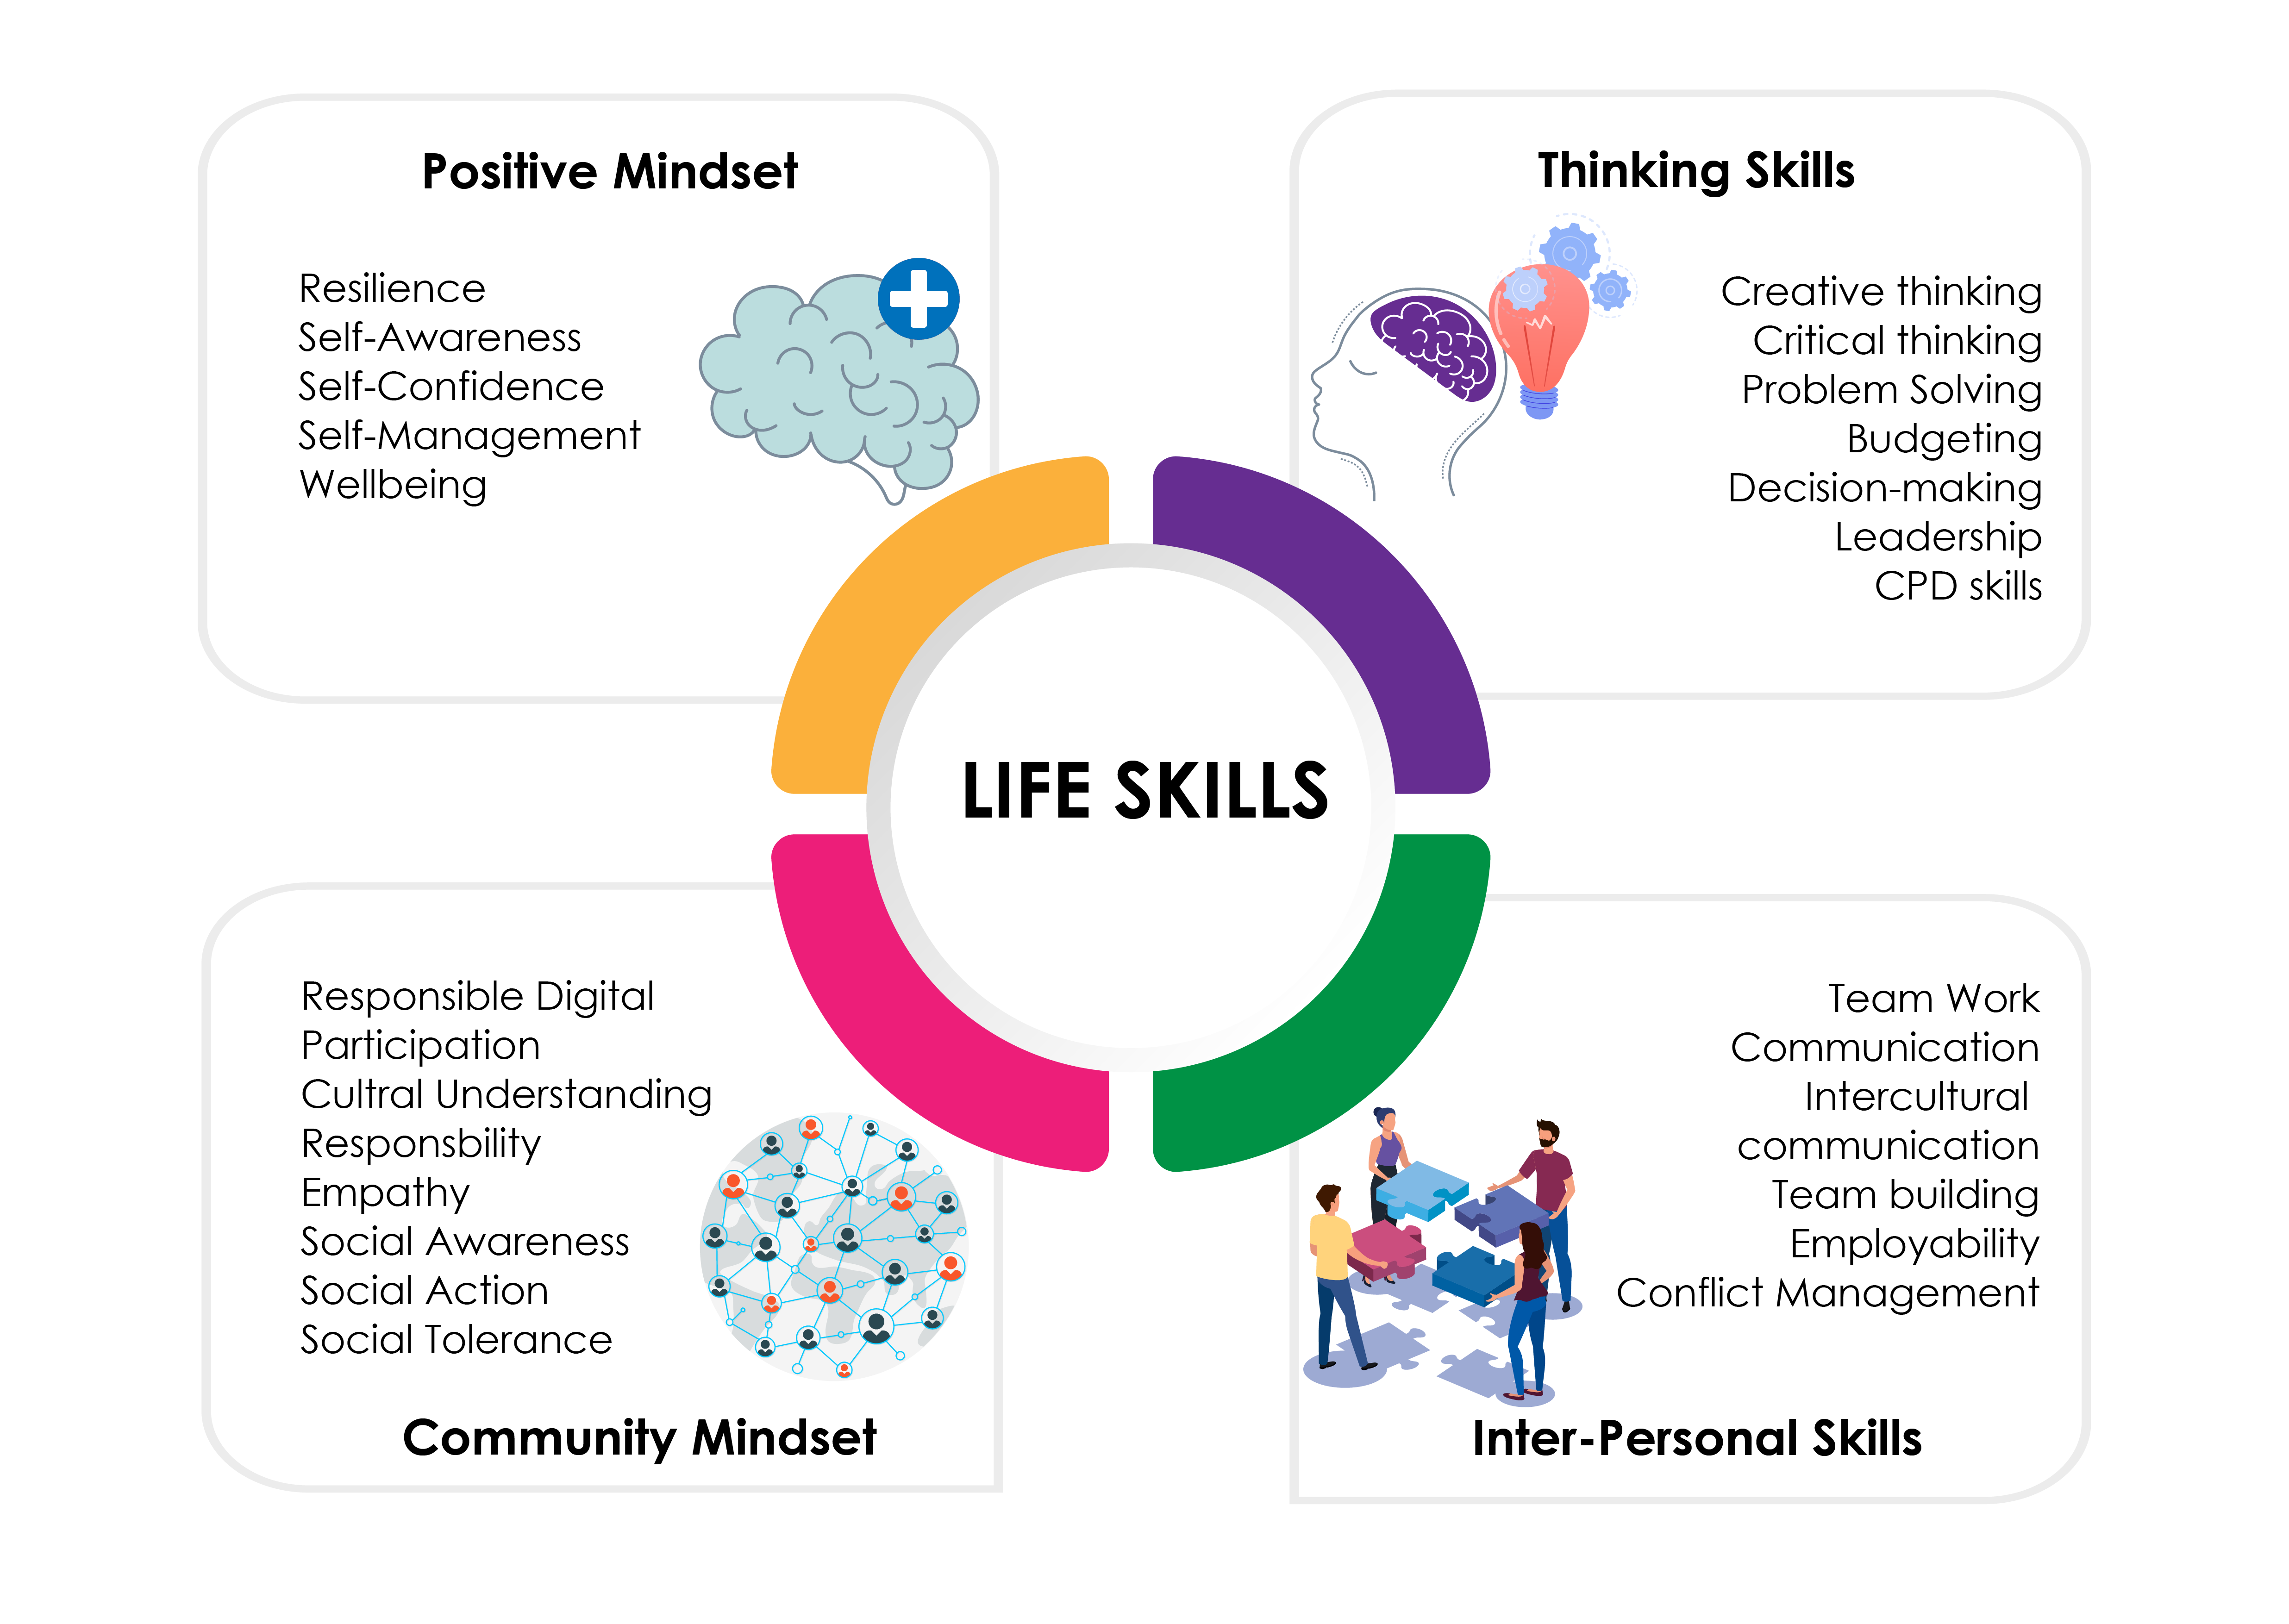 Positive Mindset
Resilience
Self-Awareness
Self-Confidence
Self-Management
Wellbeing
Thinking Skills
Creative thinking
Critical thinking
Problem Solving
Budgeting
Decision-making
Leadership
CPD skills
LIFE SKILLS
Responsible Digital
Participation
Cultral Understanding
Responsbility
Empathy
Social Awareness
Social Action
Social Tolerance
Community Mindset
Team Work
Communication
Intercultural
communication
Team building
Employability
Conflict Management
Inter-Personal Skills